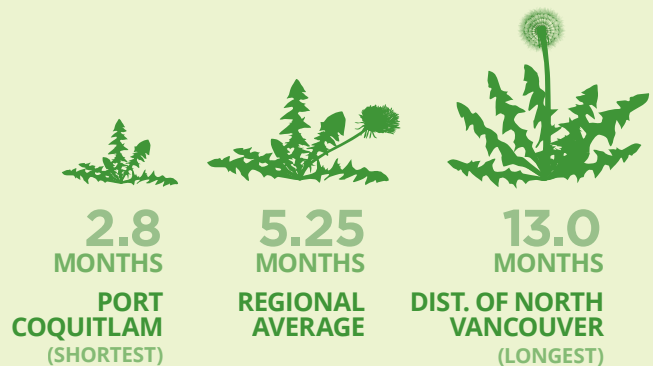 2.8
MONTHS
PORT
COQUITLAM
(SHORTEST)
5.25
MONTHS
REGIONAL
AVERAGE
13.0
MONTHS
DIST. OF NORTH
VANCOUVER
(LONGEST)